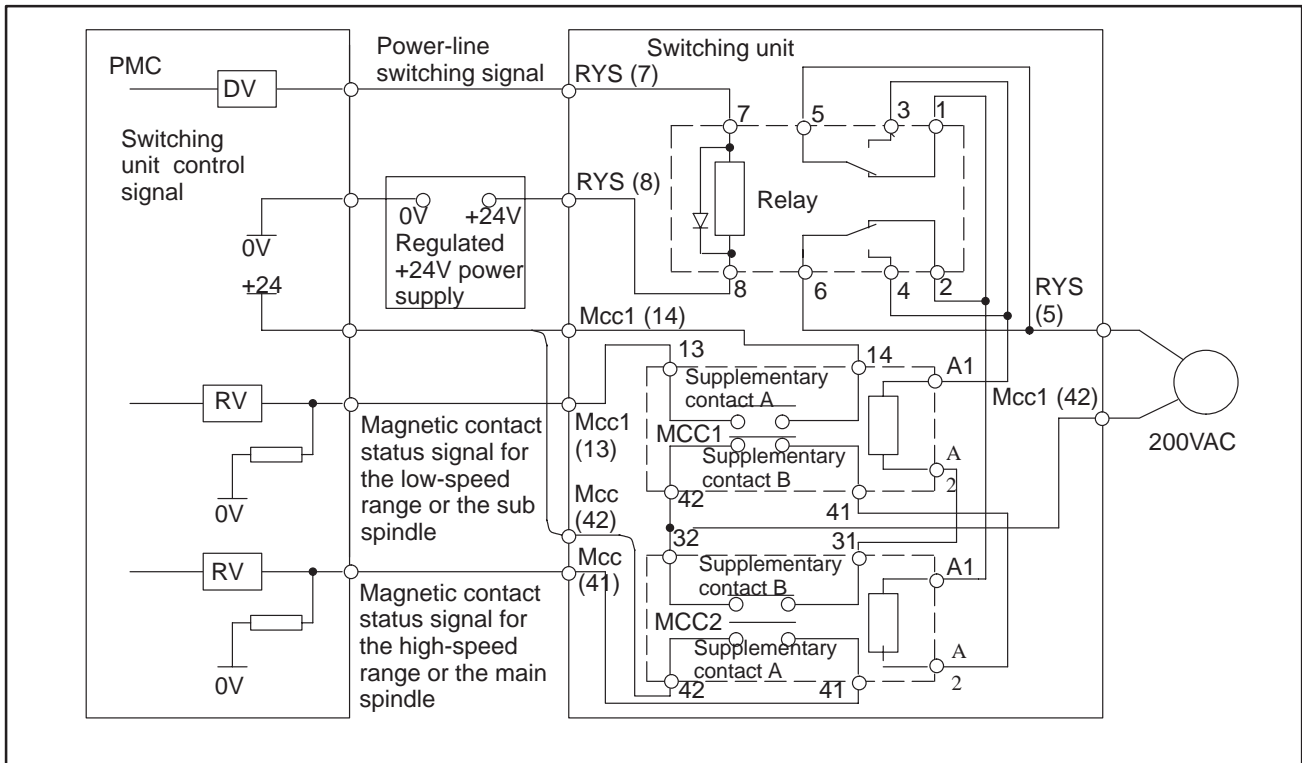 Power-line
switching signal
Switching unit
PMC
DV
RYS (7)
7
5
3
1
Switching
unit control
signal
RYS (8)
Relay
0V
+24V
0V
Regulated
+24V power
supply
+24
8
6
4
2
RYS
(5)
Mcc1 (14)
13
14
A1
Supplementary
contact A
Mcc1 (42)
RV
Magnetic contact
status signal for
the low-speed
range or the sub
spindle
Mcc1
(13)
MCC1
Supplementary
contact B
A
2
200VAC
0V
42
41
Mcc
(42)
32
31
Mcc
(41)
RV
Supplementary
contact B
A1
Magnetic contact
status signal for
the high-speed
range or the main
spindle
MCC2
Supplementary
contact A
A
2
0V
42
41